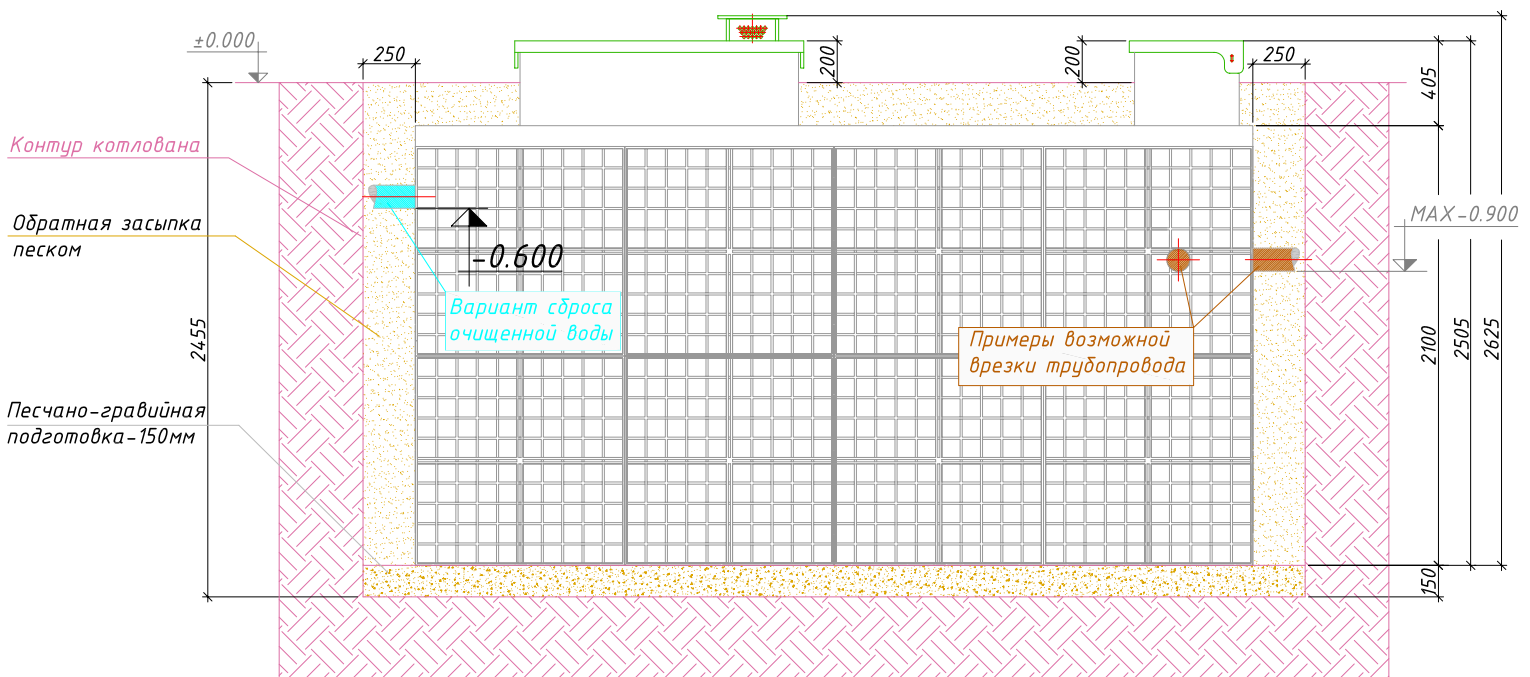 ±0.000
250
200
200
250
405
Контур котлована
Обратная засыпка
песком
-0.600
MAX-0.900
Вариант сброса
очищенной воды
Примеры возможной
врезки трубопровода
2455
2100
2505
2625
Песчано-гравийная
подготовка-150мм
150